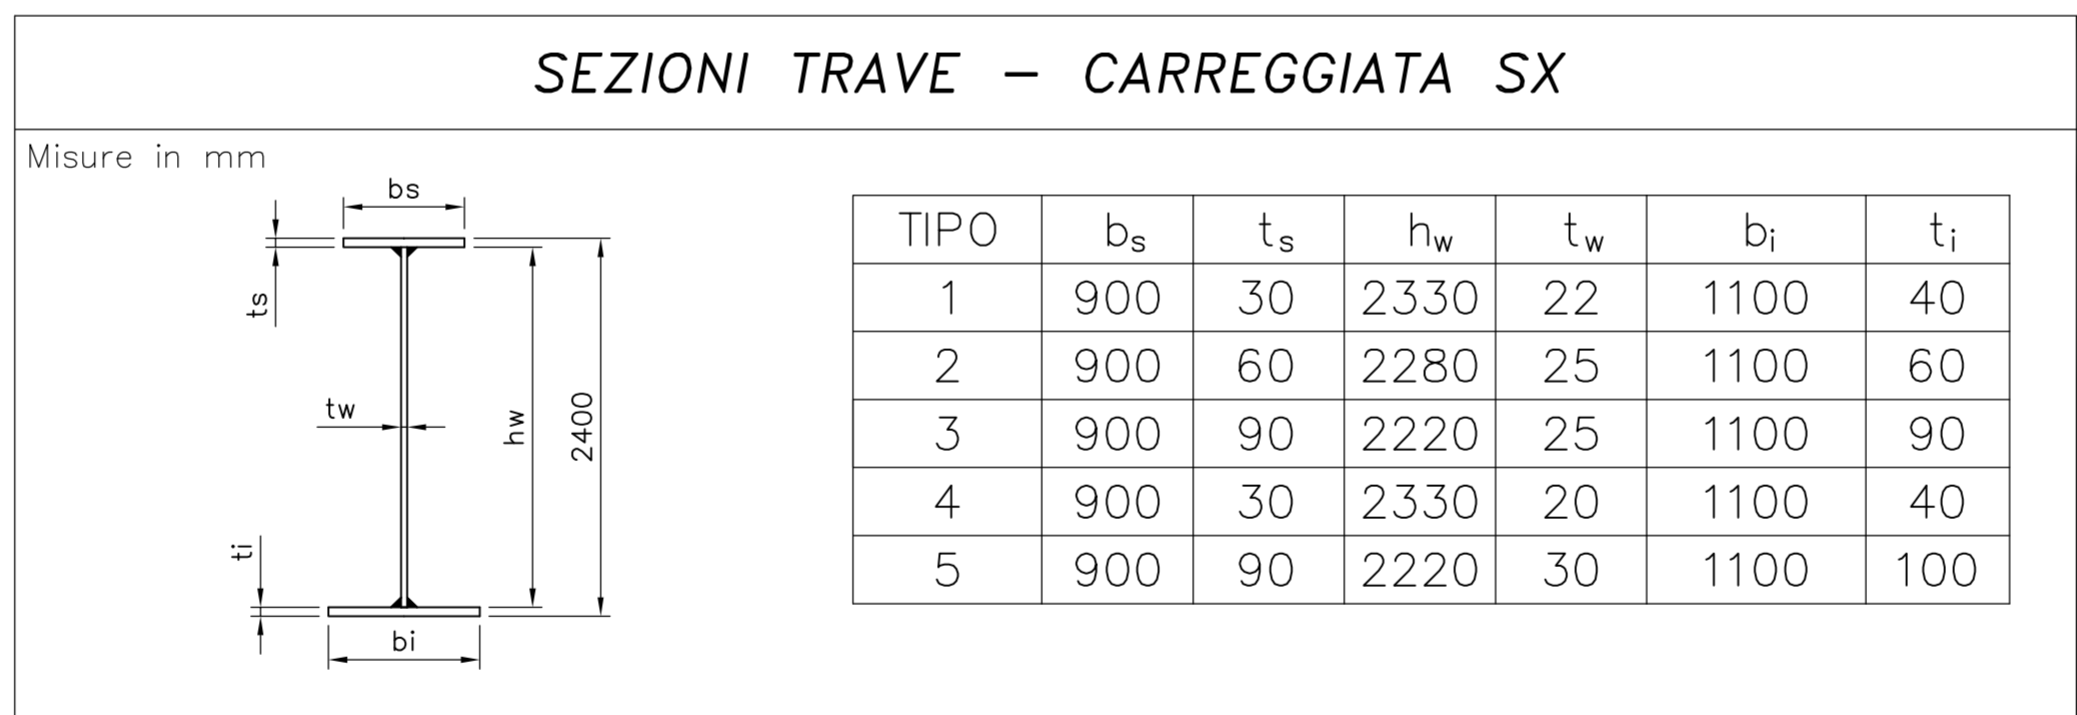 SEZIONI TRAVE – CARREGGIATA SX
Misure in mm
bs
ts
tw
hw
2400
ti
bi
TIPO bs ts hw tw bi ti
1 900 30 2330 22 1100 40
2 900 60 2280 25 1100 60
3 900 90 2220 25 1100 90
4 900 30 2330 20 1100 40
5 900 90 2220 30 1100 100